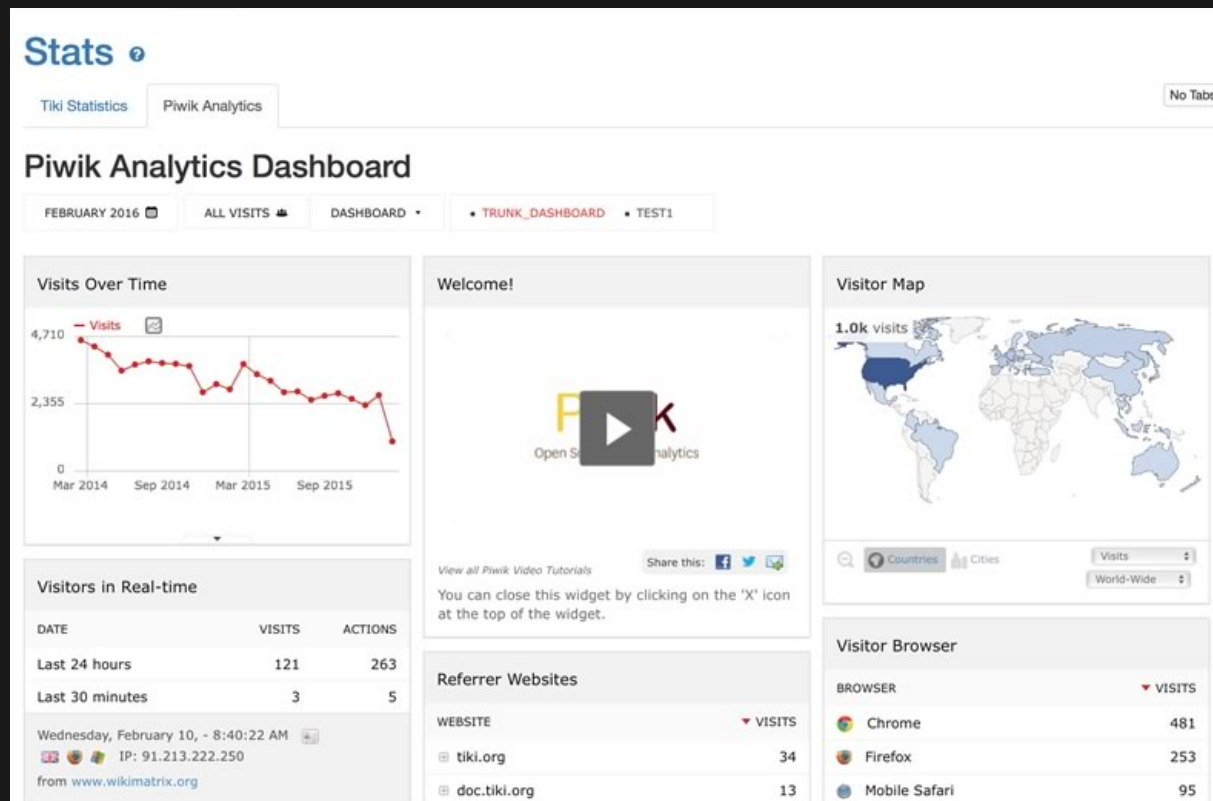 Stats
Tiki Statistics
Piwik Analytics
No Tabs
Piwik Analytics Dashboard
FEBRUARY 2016
ALL VISITS
DASHBOARD
TRUNK_DASHBOARD
TEST1
Visits Over Time
Visits
4,710
2,355
0
Mar 2014 Sep 2014 Mar 2015 Sep 2015
Visitors in Real-time
DATE VISITS ACTIONS
Last 24 hours 121 263
Last 30 minutes 3 5
Wednesday, February 10, - 8:40:22 AM
IP: 91.213.222.250
from www.wikimatrix.org
Welcome!
View all Piwik Video Tutorials
Share this:
You can close this widget by clicking on the 'X' icon
at the top of the widget.
Referrer Websites
WEBSITE VISITS
tiki.org 34
doc.tiki.org 13
Visitor Map
1.0k visits
Countries Cities
Visits
World-Wide
Visitor Browser
BROWSER VISITS
Chrome 481
Firefox 253
Mobile Safari 95